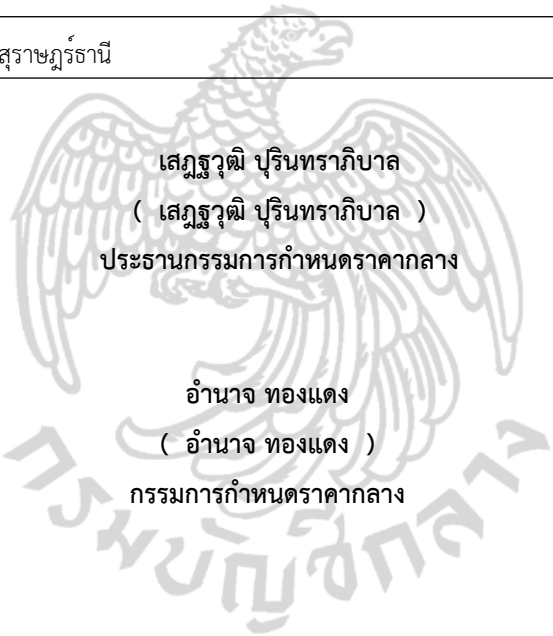 สุราษฎร์ธานี
เสฎฐวุฒิ ปุรินทราภิบาล
( เสฎฐวุฒิ ปุรินทราภิบาล )
ประธานกรรมการกำหนดราคากลาง
อำนาจ ทองแดง
( อำนาจ ทองแดง )
กรรมการกำหนดราคากลาง
กรมบัญชีกลาง